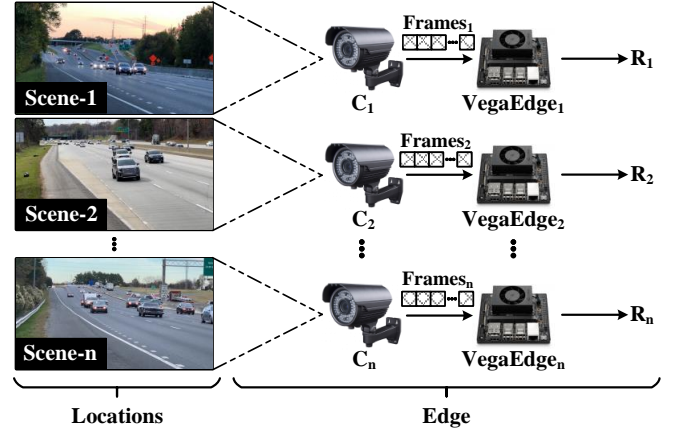 Scene-1
Frames₁
C₁
VegaEdge₁
R₁
Scene-2
Frames₂
C₂
VegaEdge₂
R₂
Scene-n
Framesₙ
Cₙ
VegaEdgeₙ
Rₙ
Locations
Edge